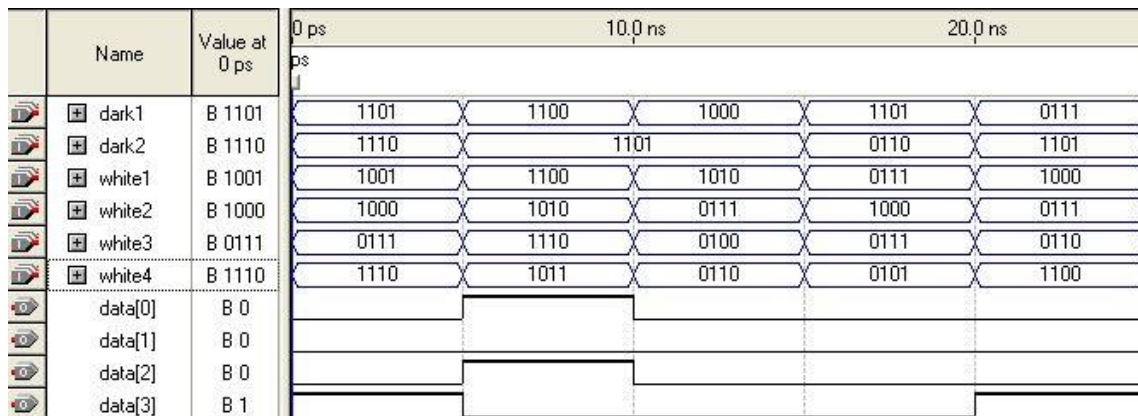 Name Value at 0 ps 0 ps 10.0 ns 20.0 ns
ps
dark1 B 1101 1101 1100 1000 1101 0111
dark2 B 1110 1110 1101 0110 1101
white1 B 1001 1001 1100 1010 0111 1000
white2 B 1000 1000 1010 0111 1000 0111
white3 B 0111 0111 1110 0100 0111 0110
white4 B 1110 1110 1011 0110 0101 1100
data[0] B 0
data[1] B 0
data[2] B 0
data[3] B 1